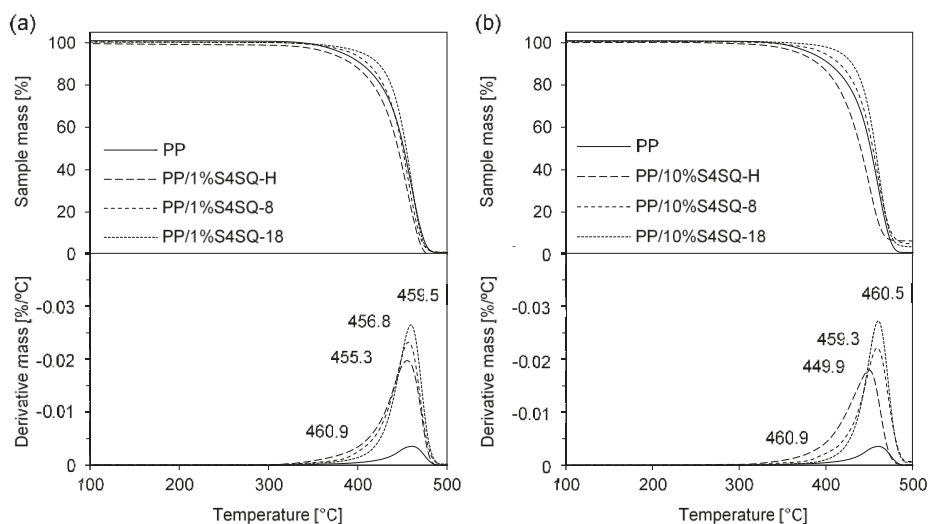 (a)
Sample mass [%]
100
80
60
40
20
0
PP
PP/1%S4SQ-H
PP/1%S4SQ-8
PP/1%S4SQ-18
Derivative mass [%/ºC]
-0.03
-0.02
-0.01
0
459.5
456.8
455.3
460.9
100
200
300
400
500
Temperature [°C]
(b)
Sample mass [%]
100
80
60
40
20
0
PP
PP/10%S4SQ-H
PP/10%S4SQ-8
PP/10%S4SQ-18
Derivative mass [%/ºC]
-0.03
-0.02
-0.01
0
460.5
459.3
449.9
460.9
100
200
300
400
500
Temperature [°C]